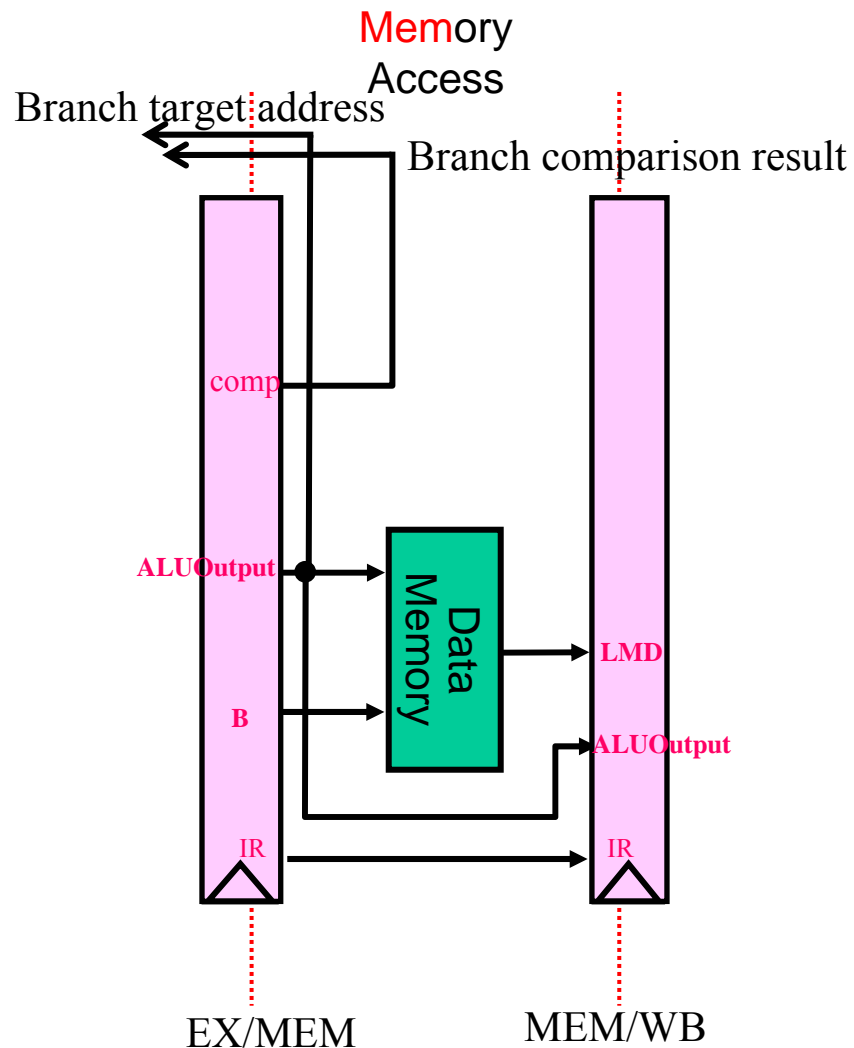 Memory
Access
Branch target address
Branch comparison result
comp
ALUOutput
Data
Memory
B
LMD
ALUOutput
IR
IR
EX/MEM
MEM/WB